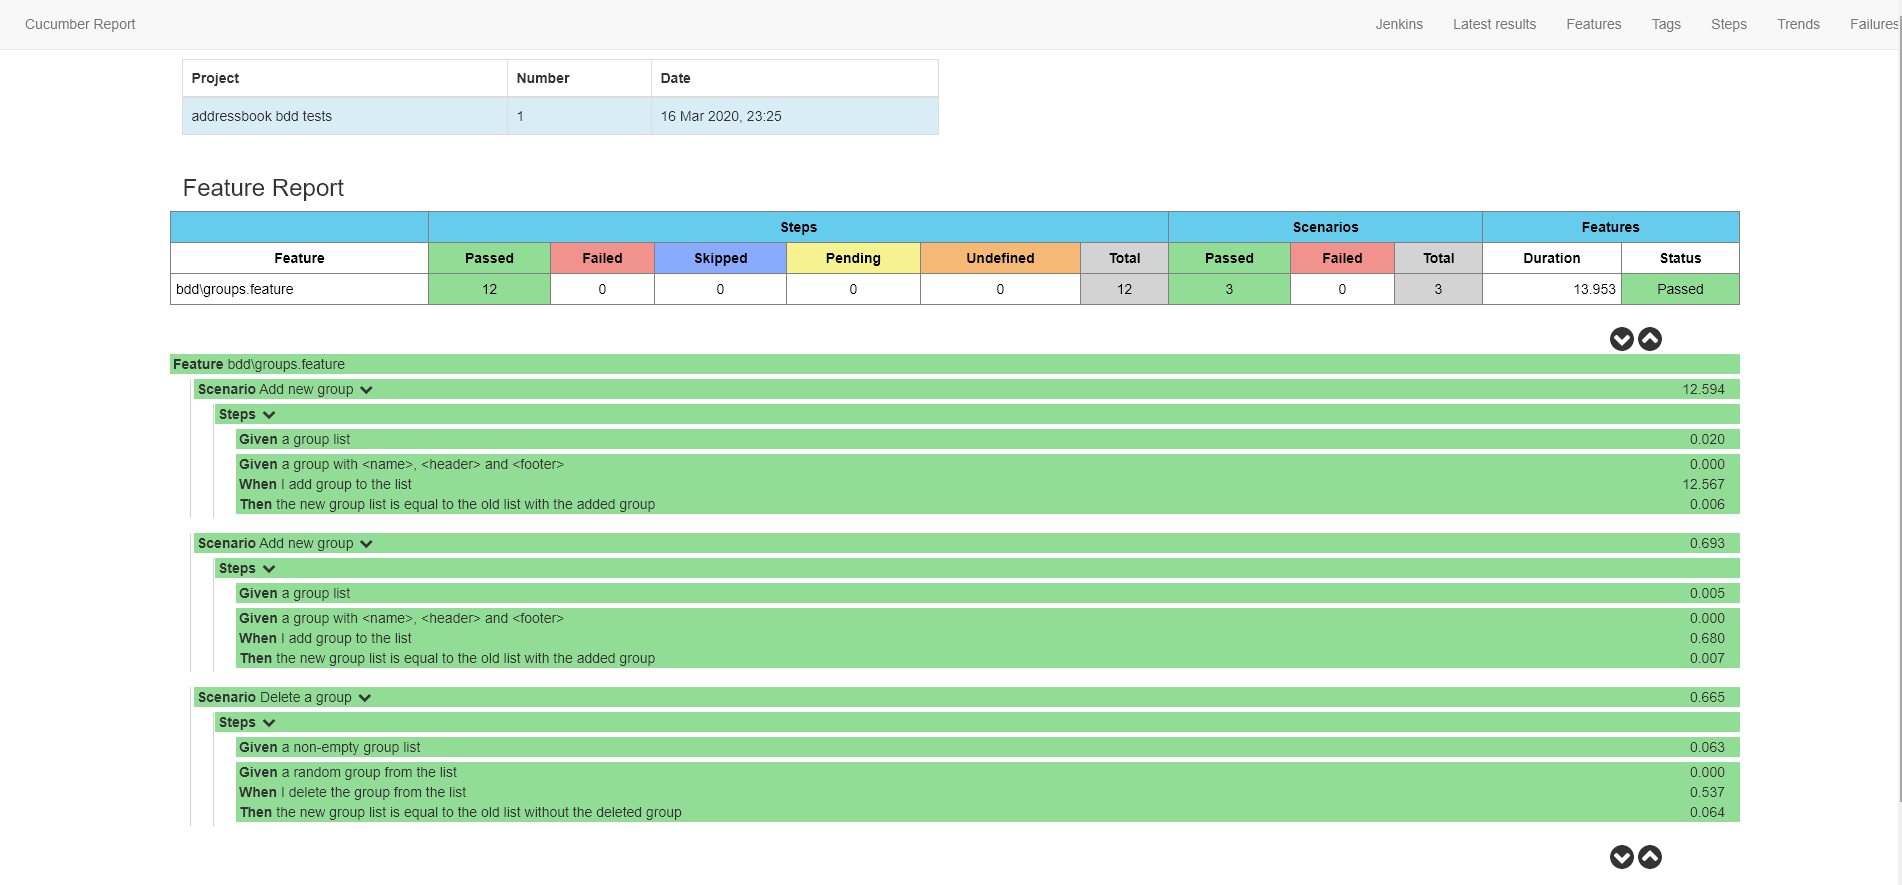 Cucumber Report Jenkins Latest results Features Tags Steps Trends Failures
Project Number Date
addressbook bdd tests 1 16 Mar 2020, 23:25
Feature Report
Steps Scenarios Features
Feature Passed Failed Skipped Pending Undefined Total Passed Failed Total Duration Status
bdd\groups.feature 12 0 0 0 0 12 3 0 3 13.953 Passed
Feature bdd\groups.feature
Scenario Add new group 12.594
Steps
Given a group list 0.020
Given a group with <name>, <header> and <footer> 0.000
When I add group to the list 12.567
Then the new group list is equal to the old list with the added group 0.006
Scenario Add new group 0.693
Steps
Given a group list 0.005
Given a group with <name>, <header> and <footer> 0.000
When I add group to the list 0.680
Then the new group list is equal to the old list with the added group 0.007
Scenario Delete a group 0.665
Steps
Given a non-empty group list 0.063
Given a random group from the list 0.000
When I delete the group from the list 0.537
Then the new group list is equal to the old list without the deleted group 0.064